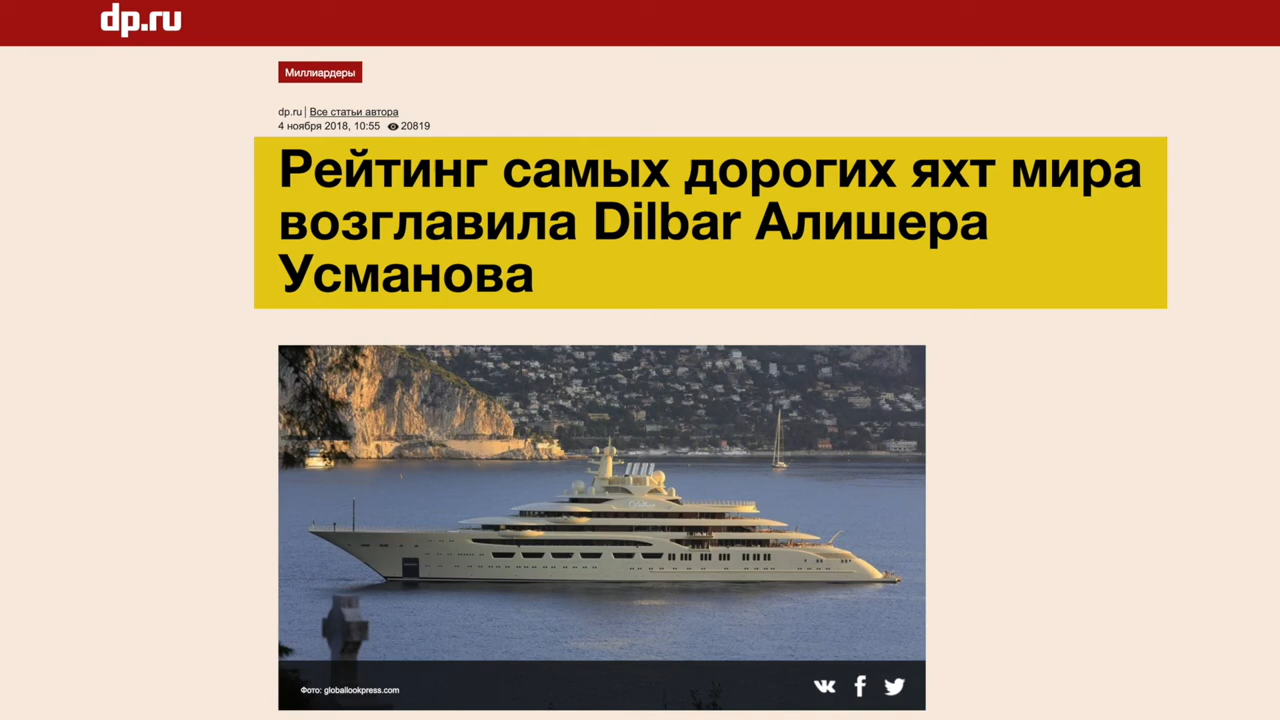 dp.ru
Миллиардеры
dp.ru | Все статьи автора
4 ноября 2018, 10:55 20819
Рейтинг самых дорогих яхт мира
возглавила Dilbar Алишера
Усманова
Фото: globallookpress.com